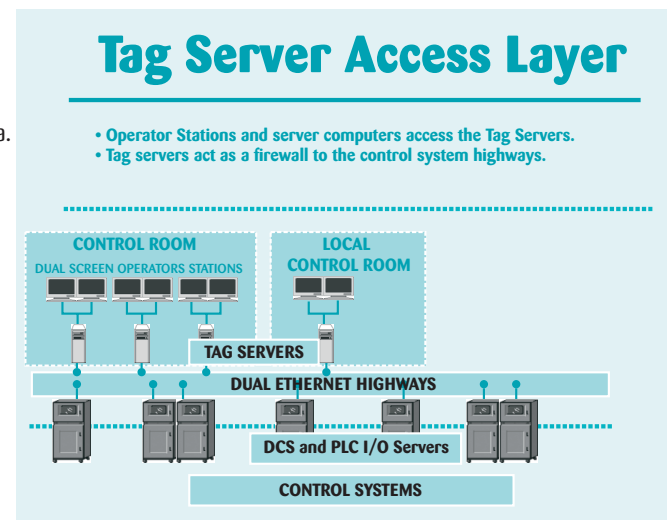 Tag Server Access Layer
• Operator Stations and server computers access the Tag Servers.
• Tag servers act as a firewall to the control system highways.
CONTROL ROOM
DUAL SCREEN OPERATORS STATIONS
LOCAL
CONTROL ROOM
TAG SERVERS
DUAL ETHERNET HIGHWAYS
DCS and PLC I/O Servers
CONTROL SYSTEMS